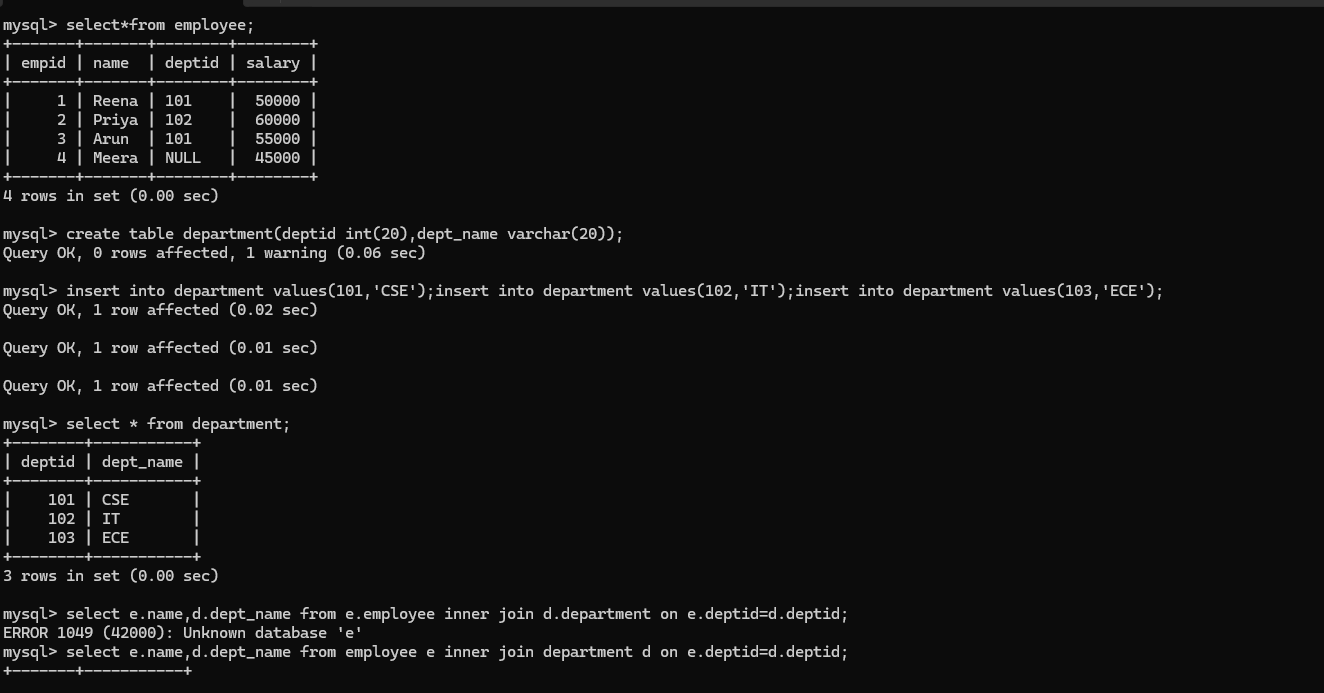 mysql> select*from employee;
+-------+-------+--------+--------+
| empid | name  | deptid | salary |
+-------+-------+--------+--------+
|     1 | Reena | 101    |  50000 |
|     2 | Priya | 102    |  60000 |
|     3 | Arun  | 101    |  55000 |
|     4 | Meera | NULL   |  45000 |
+-------+-------+--------+--------+
4 rows in set (0.00 sec)

mysql> create table department(deptid int(20),dept_name varchar(20));
Query OK, 0 rows affected, 1 warning (0.06 sec)

mysql> insert into department values(101,'CSE');insert into department values(102,'IT');insert into department values(103,'ECE');
Query OK, 1 row affected (0.02 sec)

Query OK, 1 row affected (0.01 sec)

Query OK, 1 row affected (0.01 sec)

mysql> select * from department;
+--------+-----------+
| deptid | dept_name |
+--------+-----------+
|    101 | CSE       |
|    102 | IT        |
|    103 | ECE       |
+--------+-----------+
3 rows in set (0.00 sec)

mysql> select e.name,d.dept_name from e.employee inner join d.department on e.deptid=d.deptid;
ERROR 1049 (42000): Unknown database 'e'
mysql> select e.name,d.dept_name from employee e inner join department d on e.deptid=d.deptid;
+-------+-----------+